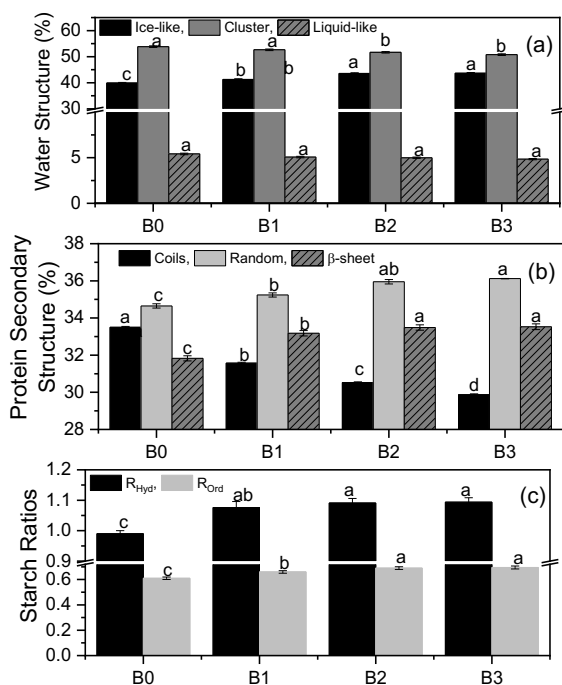 Ice-like, Cluster, Liquid-like
(a)
Water Structure (%)
60
50
40
30
5
0
c a a
b a b a
a b a
a b a
B0 B1 B2 B3
Coils, Random, β-sheet
(b)
Protein Secondary
Structure (%)
38
36
34
32
30
28
a c c
b b b
c ab a
d a a
B0 B1 B2 B3
R_Hyd, R_Ord
(c)
Starch Ratios
1.2
1.1
1.0
0.9
0.6
0.4
0.2
0.0
c c
ab b
a a
a a
B0 B1 B2 B3